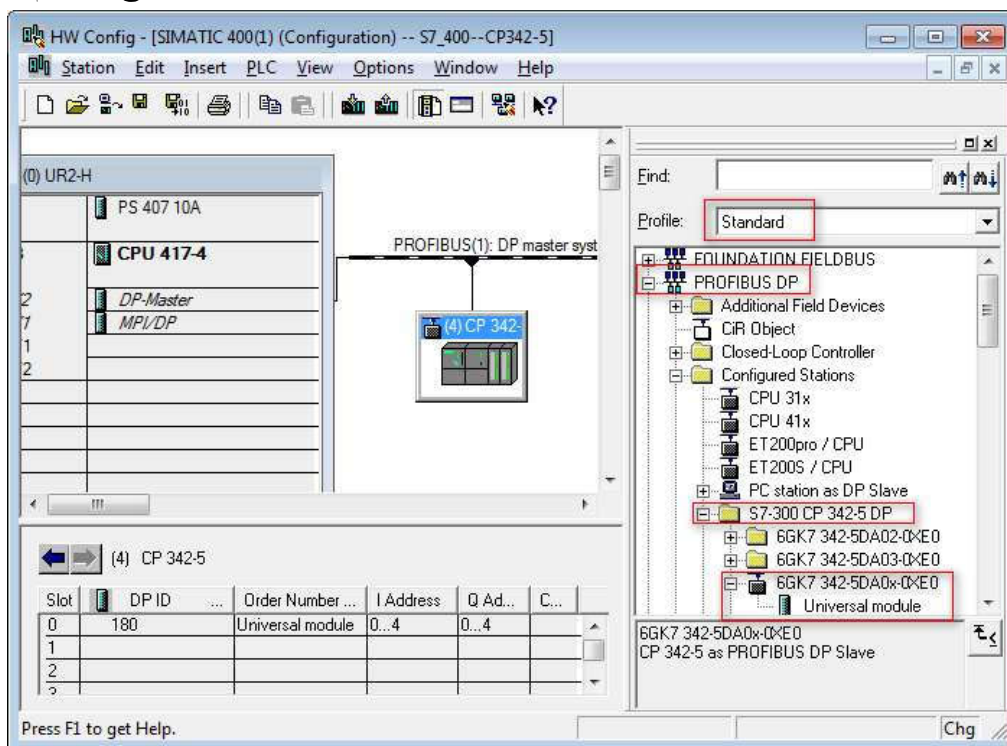 HW Config - [SIMATIC 400(1) (Configuration) -- S7_400--CP342-5]
Station Edit Insert PLC View Options Window Help
(0) UR2-H
PS 407 10A
CPU 417-4
DP-Master
MPI/DP
1
2
PROFIBUS(1): DP master syst
(4) CP 342-
Find:
Profile: Standard
FOUNDATION FIELDBUS
PROFIBUS DP
Additional Field Devices
CiR Object
Closed-Loop Controller
Configured Stations
CPU 31x
CPU 41x
ET200pro / CPU
ET200S / CPU
PC station as DP Slave
S7-300 CP 342-5 DP
6GK7 342-5DA02-0XE0
6GK7 342-5DA03-0XE0
6GK7 342-5DA0x-0XE0
Universal module
(4) CP 342-5
Slot DP ID ... Order Number ... I Address Q Ad... C...
0 180 Universal module 0...4 0...4
1
2
6GK7 342-5DA0x-0XE0
CP 342-5 as PROFIBUS DP Slave
Press F1 to get Help.
Chg